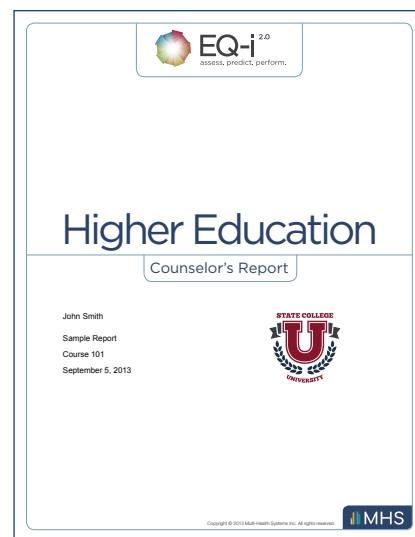 EQ-i 2.0
assess. predict. perform.
Higher Education
Counselor's Report
John Smith
Sample Report
Course 101
September 5, 2013
STATE COLLEGE
U
UNIVERSITY
Copyright © 2013 Multi-Health Systems Inc. All rights reserved.
MHS